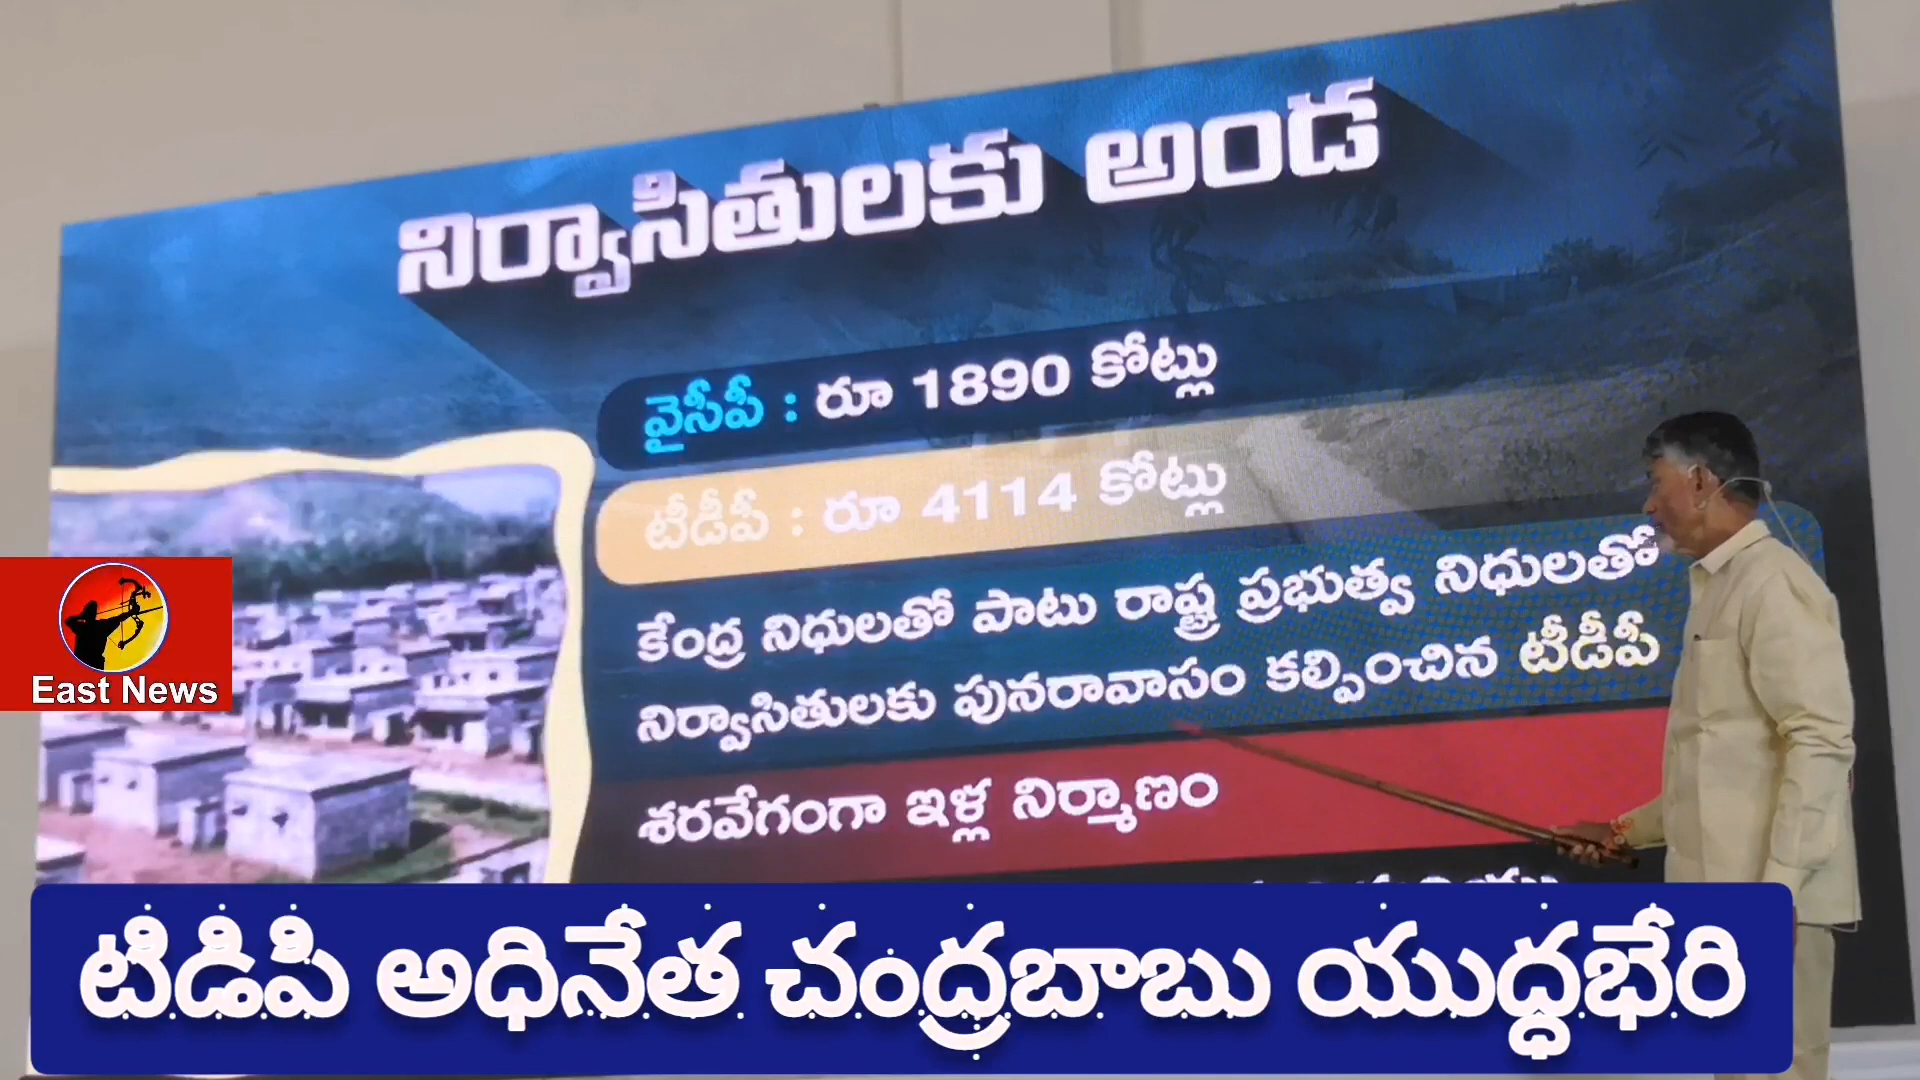 నిర్వాసితులకు అండ
వైసీపీ : రూ 1890 కోట్లు
టీడీపీ : రూ 4114 కోట్లు
కేంద్ర నిధులతో పాటు రాష్ట్ర ప్రభుత్వ నిధులతో
నిర్వాసితులకు పునరావాసం కల్పించిన టీడీపీ
శరవేగంగా ఇళ్ల నిర్మాణం
East News
టిడిపి అధినేత చంద్రబాబు యుద్ధభేరి